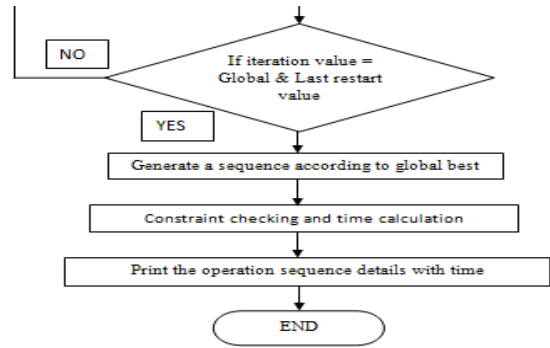 NO
If iteration value =
Global & Last restart
value
YES
Generate a sequence according to global best
Constraint checking and time calculation
Print the operation sequence details with time
END